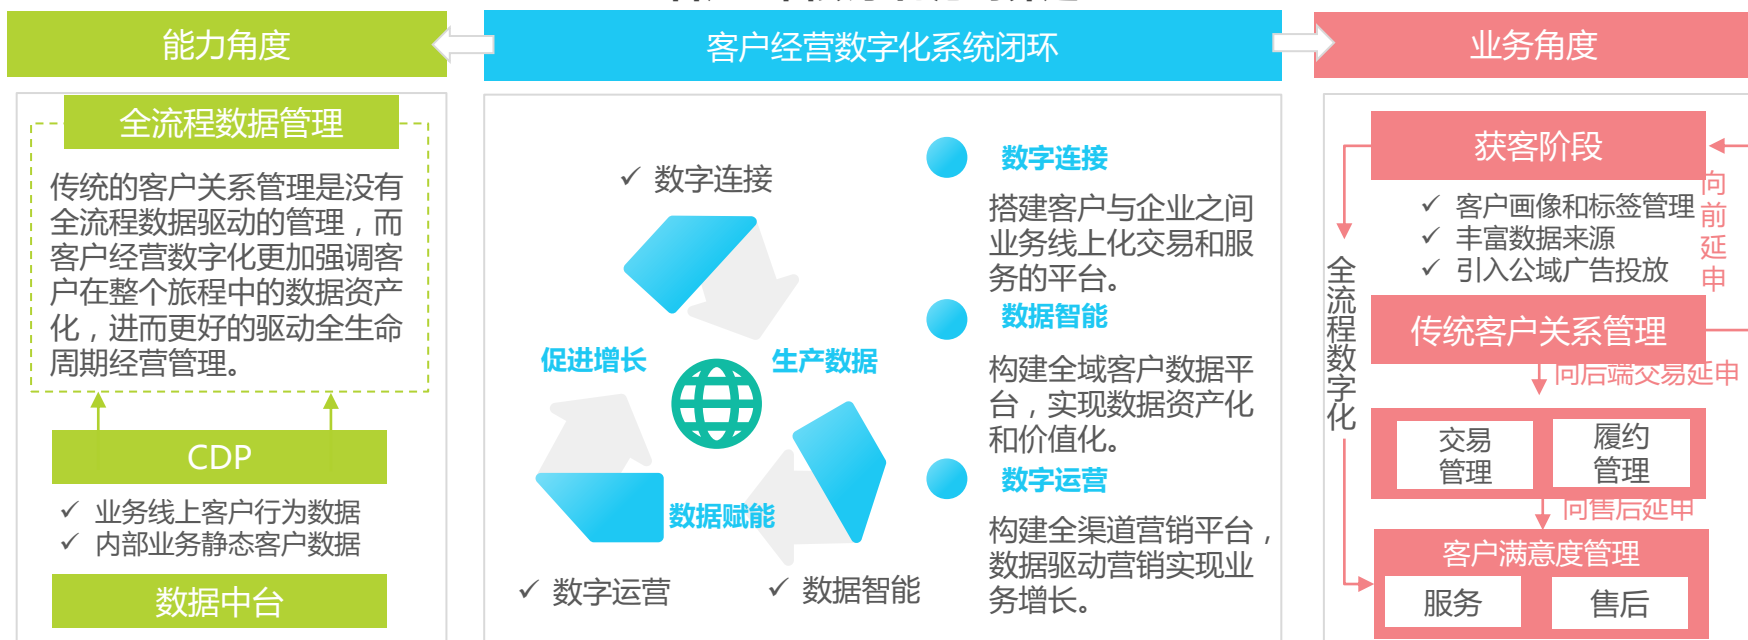 能力角度
客户经营数字化系统闭环
业务角度
全流程数据管理
传统的客户关系管理是没有
全流程数据驱动的管理，而
客户经营数字化更加强调客
户在整个旅程中的数据资产
化，进而更好的驱动全生命
周期经营管理。
CDP
✓ 业务线上客户行为数据
✓ 内部业务静态客户数据
数据中台
✓ 数字连接
促进增长
生产数据
数据赋能
✓ 数字运营
✓ 数据智能
数字连接
搭建客户与企业之间
业务线上化交易和服
务的平台。
数据智能
构建全域客户数据平
台，实现数据资产化
和价值化。
数字运营
构建全渠道营销平台，
数据驱动营销实现业
务增长。
获客阶段
✓ 客户画像和标签管理
✓ 丰富数据来源
✓ 引入公域广告投放
向前延申
全流程数字化
传统客户关系管理
向后端交易延申
交易
管理
履约
管理
向售后延申
客户满意度管理
服务
售后